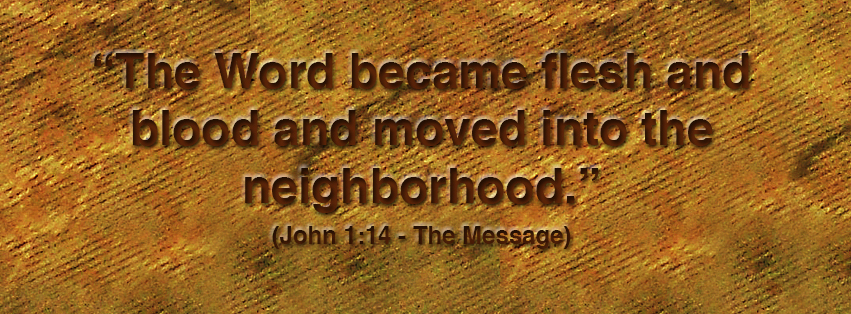 “The Word became flesh and
blood and moved into the
neighborhood.”
(John 1:14 - The Message)